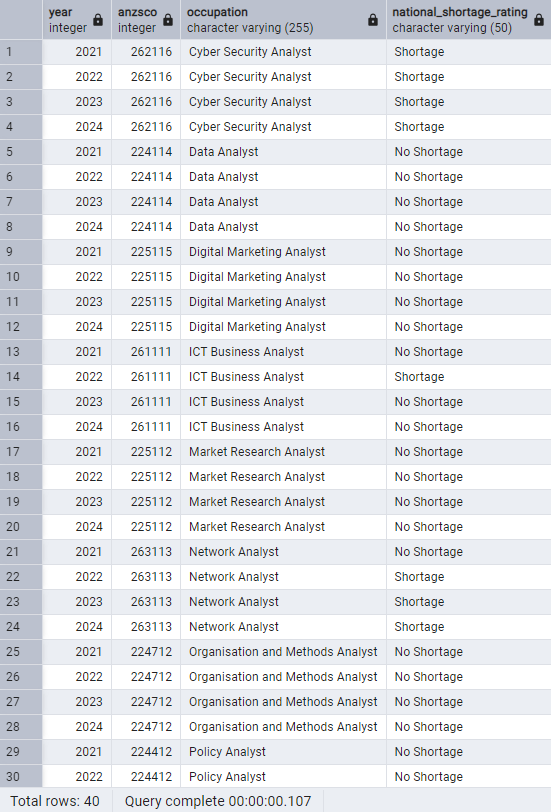 year anzsco occupation national_shortage_rating
integer integer character varying (255) character varying (50)
1 2021 262116 Cyber Security Analyst Shortage
2 2022 262116 Cyber Security Analyst Shortage
3 2023 262116 Cyber Security Analyst Shortage
4 2024 262116 Cyber Security Analyst Shortage
5 2021 224114 Data Analyst No Shortage
6 2022 224114 Data Analyst No Shortage
7 2023 224114 Data Analyst No Shortage
8 2024 224114 Data Analyst No Shortage
9 2021 225115 Digital Marketing Analyst No Shortage
10 2022 225115 Digital Marketing Analyst No Shortage
11 2023 225115 Digital Marketing Analyst No Shortage
12 2024 225115 Digital Marketing Analyst No Shortage
13 2021 261111 ICT Business Analyst No Shortage
14 2022 261111 ICT Business Analyst Shortage
15 2023 261111 ICT Business Analyst No Shortage
16 2024 261111 ICT Business Analyst No Shortage
17 2021 225112 Market Research Analyst No Shortage
18 2022 225112 Market Research Analyst No Shortage
19 2023 225112 Market Research Analyst No Shortage
20 2024 225112 Market Research Analyst No Shortage
21 2021 263113 Network Analyst No Shortage
22 2022 263113 Network Analyst Shortage
23 2023 263113 Network Analyst Shortage
24 2024 263113 Network Analyst Shortage
25 2021 224712 Organisation and Methods Analyst No Shortage
26 2022 224712 Organisation and Methods Analyst No Shortage
27 2023 224712 Organisation and Methods Analyst No Shortage
28 2024 224712 Organisation and Methods Analyst No Shortage
29 2021 224412 Policy Analyst No Shortage
30 2022 224412 Policy Analyst No Shortage
Total rows: 40 Query complete 00:00:00.107